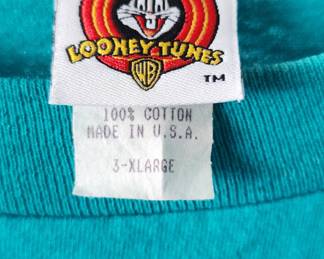 LOONEY TUNES
WB
TM
100% COTTON
MADE IN U.S.A.
3-XLARGE